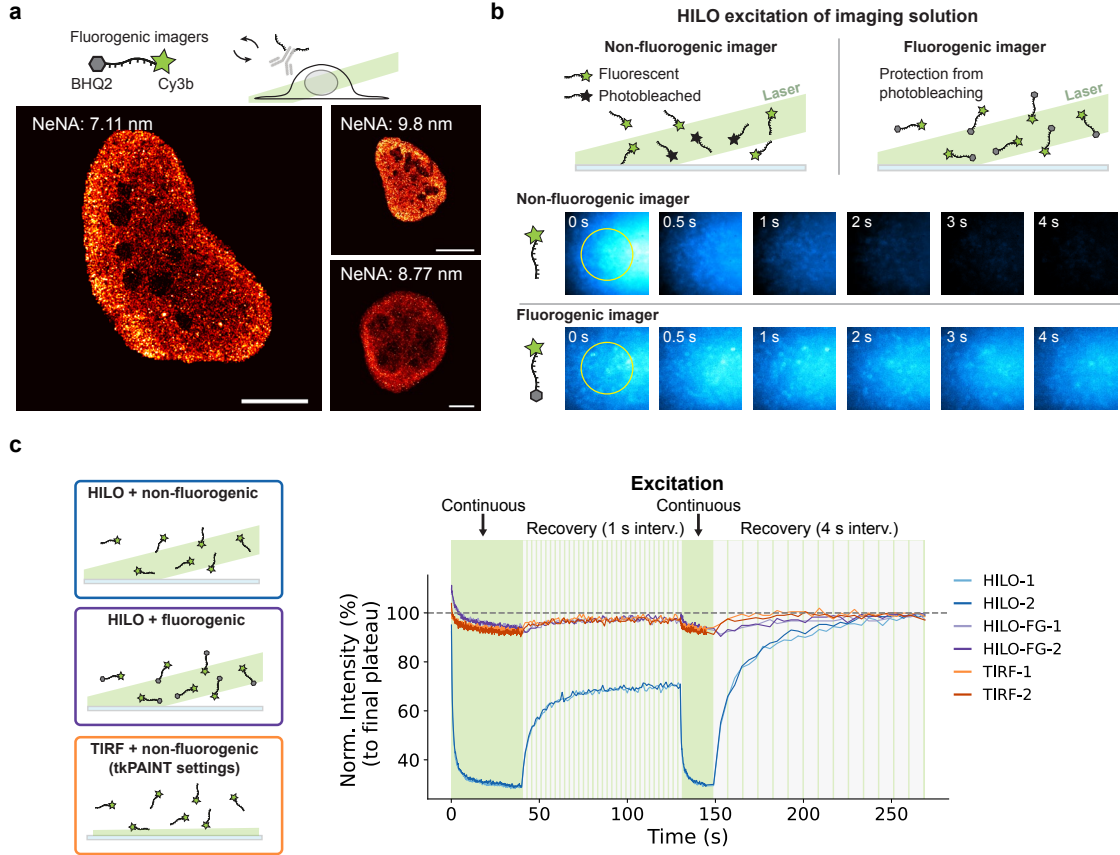 a
Fluorogenic imagers
BHQ2
Cy3b
NeNA: 7.11 nm
NeNA: 9.8 nm
NeNA: 8.77 nm
b
HILO excitation of imaging solution
Non-fluorogenic imager
Fluorescent
Photobleached
Laser
Fluorogenic imager
Protection from
photobleaching
Laser
Non-fluorogenic imager
0 s
0.5 s
1 s
2 s
3 s
4 s
Fluorogenic imager
0 s
0.5 s
1 s
2 s
3 s
4 s
c
HILO + non-fluorogenic
HILO + fluorogenic
TIRF + non-fluorogenic
(tkPAINT settings)
Excitation
Continuous
Continuous
Recovery (1 s interv.)
Recovery (4 s interv.)
Norm. Intensity (%)
(to final plateau)
100
80
60
40
0
50
100
150
200
250
Time (s)
HILO-1
HILO-2
HILO-FG-1
HILO-FG-2
TIRF-1
TIRF-2